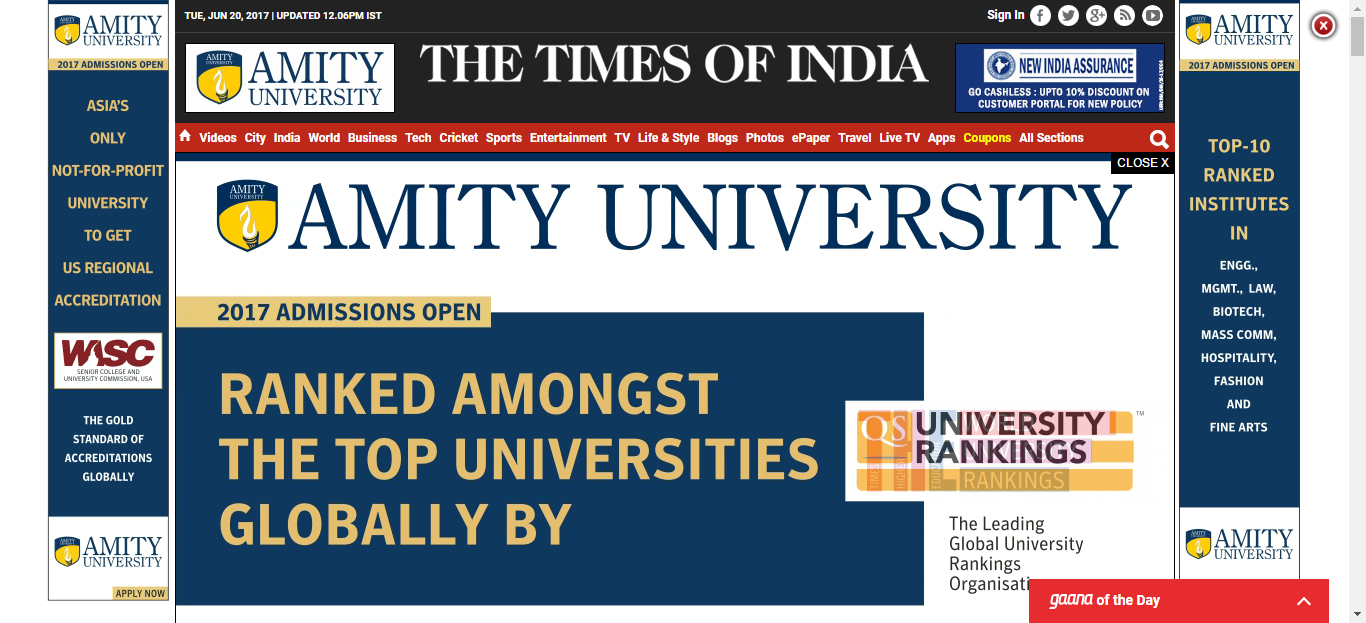 AMITY
UNIVERSITY
2017 ADMISSIONS OPEN
ASIA'S
ONLY
NOT-FOR-PROFIT
UNIVERSITY
TO GET
US REGIONAL
ACCREDITATION
WASC
SENIOR COLLEGE AND
UNIVERSITY COMMISSION, USA
THE GOLD
STANDARD OF
ACCREDITATIONS
GLOBALLY
AMITY
UNIVERSITY
APPLY NOW
TUE, JUN 20, 2017 | UPDATED 12.06PM IST
Sign In
AMITY
UNIVERSITY
AMITY
UNIVERSITY
THE TIMES OF INDIA
NEW INDIA ASSURANCE
GO CASHLESS : UPTO 10% DISCOUNT ON
CUSTOMER PORTAL FOR NEW POLICY
Videos City India World Business Tech Cricket Sports Entertainment TV Life & Style Blogs Photos ePaper Travel Live TV Apps Coupons All Sections
CLOSE X
AMITY
UNIVERSITY
AMITY UNIVERSITY
2017 ADMISSIONS OPEN
RANKED AMONGST
THE TOP UNIVERSITIES
GLOBALLY BY
QS UNIVERSITY
RANKINGS
RANKINGS
TIMES
HIGHER
TM
The Leading
Global University
Rankings
Organisati
gaana of the Day
AMITY
UNIVERSITY
2017 ADMISSIONS OPEN
TOP-10
RANKED
INSTITUTES
IN
ENGG.,
MGMT., LAW,
BIOTECH,
MASS COMM,
HOSPITALITY,
FASHION
AND
FINE ARTS
AMITY
UNIVERSITY